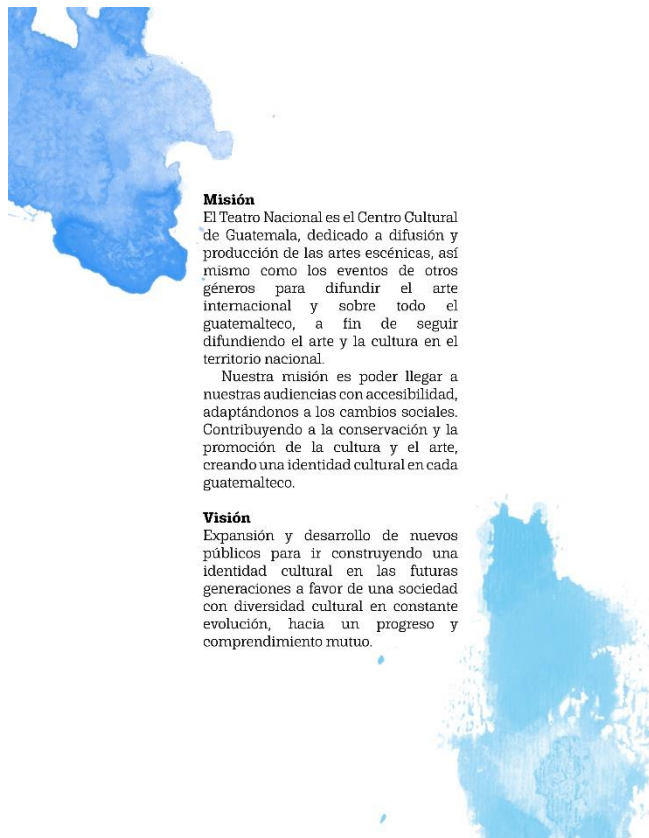 Misión
El Teatro Nacional es el Centro Cultural
de Guatemala, dedicado a difusión y
producción de las artes escénicas, así
mismo como los eventos de otros
géneros para difundir el arte
internacional y sobre todo el
guatemalteco, a fin de seguir
difundiendo el arte y la cultura en el
territorio nacional.
Nuestra misión es poder llegar a
nuestras audiencias con accesibilidad,
adaptándonos a los cambios sociales.
Contribuyendo a la conservación y la
promoción de la cultura y el arte,
creando una identidad cultural en cada
guatemalteco.
Visión
Expansión y desarrollo de nuevos
públicos para ir construyendo una
identidad cultural en las futuras
generaciones a favor de una sociedad
con diversidad cultural en constante
evolución, hacia un progreso y
comprendimiento mutuo.